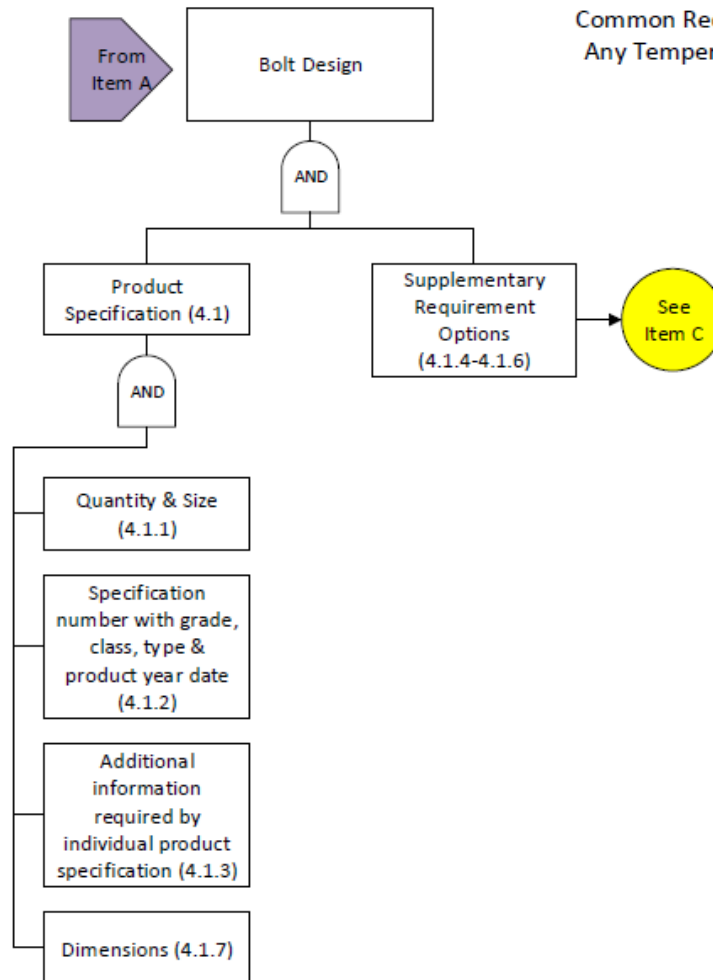 Common Re
Any Temper
From
Item A
Bolt Design
AND
Product
Specification (4.1)
Supplementary
Requirement
Options
(4.1.4-4.1.6)
See
Item C
AND
Quantity & Size
(4.1.1)
Specification
number with grade,
class, type &
product year date
(4.1.2)
Additional
information
required by
individual product
specification (4.1.3)
Dimensions (4.1.7)